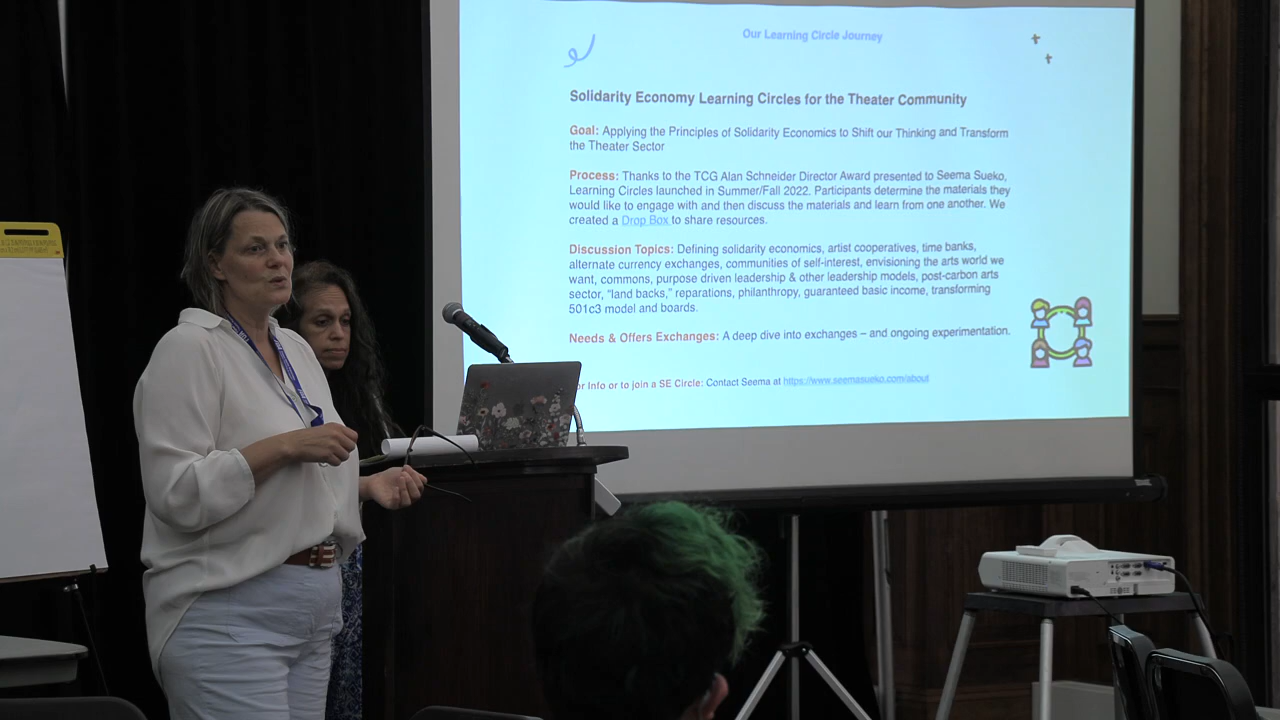 Our Learning Circle Journey
Solidarity Economy Learning Circles for the Theater Community
Goal: Applying the Principles of Solidarity Economics to Shift our Thinking and Transform
the Theater Sector
Process: Thanks to the TCG Alan Schneider Director Award presented to Seema Sueko,
Learning Circles launched in Summer/Fall 2022. Participants determine the materials they
would like to engage with and then discuss the materials and learn from one another. We
created a Drop Box to share resources.
Discussion Topics: Defining solidarity economics, artist cooperatives, time banks,
alternate currency exchanges, communities of self-interest, envisioning the arts world we
want, commons, purpose driven leadership & other leadership models, post-carbon arts
sector, "land backs," reparations, philanthropy, guaranteed basic income, transforming
501c3 model and boards.
Needs & Offers Exchanges: A deep dive into exchanges – and ongoing experimentation.
or Info or to join a SE Circle: Contact Seema at https://www.seemasueko.com/about